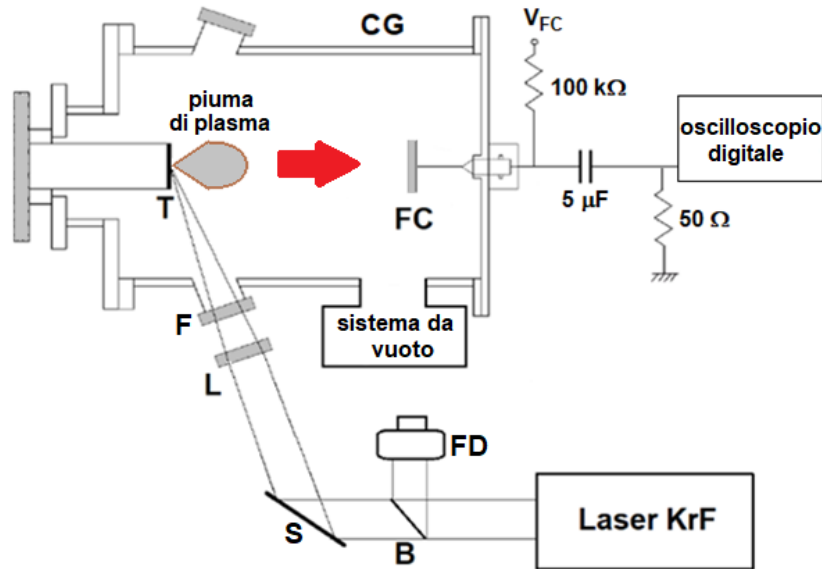 CG
V_FC
100 kΩ
piuma
di plasma
oscilloscopio
digitale
T
FC
5 μF
50 Ω
F
sistema da
vuoto
L
FD
S
B
Laser KrF